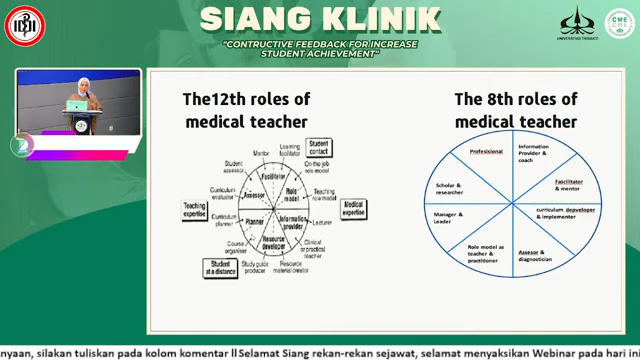 SIANG KLINIK
"CONTRUCTIVE FEEDBACK FOR INCREASE
STUDENT ACHIEVEMENT"
UNIVERSITAS TRISAKTI
CME
CRE
The12th roles of
medical teacher
The 8th roles of
medical teacher
Student
contact
Mentor
Learning
facilitator
Student
assessor
On-the-job
role model
Facilitator
Curriculum
evaluator
Assessor
Role
model
Teaching
role model
Teaching
expertise
Medical
expertise
Curriculum
planner
Planner
Information
provider
Lecturer
Resource
developer
Course
organiser
Clinical
or practical
teacher
Student
at a distance
Study guide
producer
Resource
material creator
Profesisonal
Information
Provider &
coach
Scholar &
researcher
Fascilitator
& mentor
Manager &
Leader
curriculum depveloper
& implementer
Role model as
teacher &
practitioner
Assesor &
diagnostician
nyaan, silakan tuliskan pada kolom komentar ll Selamat Siang rekan-rekan sejawat, selamat menyaksikan Webinar pada hari ini